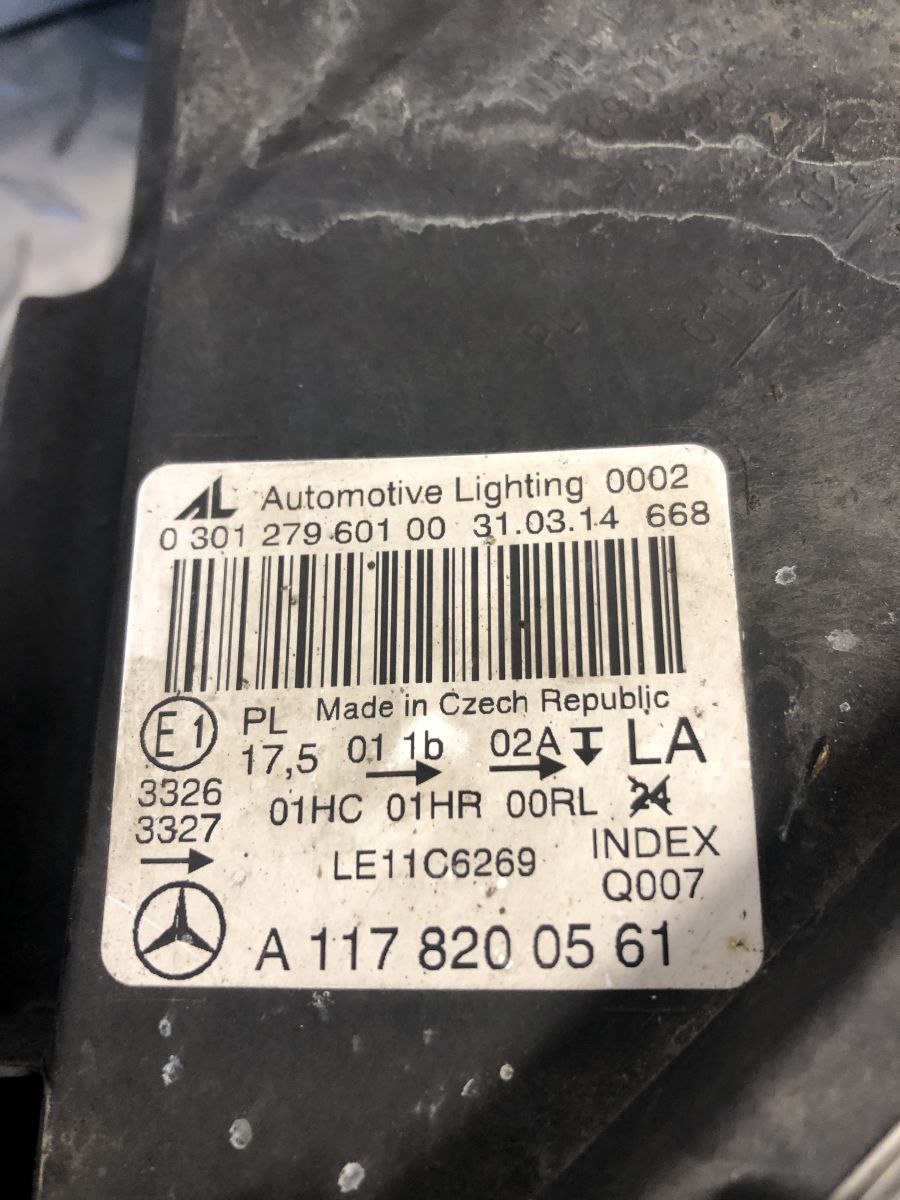 AL Automotive Lighting 0002
0 301 279 601 00 31.03.14 668
Made in Czech Republic
E1 PL 17,5 01 1b 02A LA
3326 01HC 01HR 00RL 24
3327 LE11C6269 INDEX
Q007
A 117 820 05 61